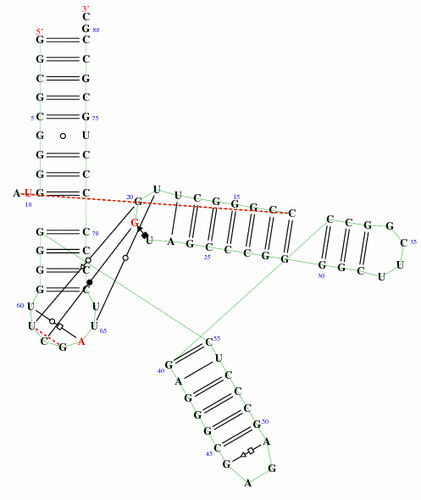 3'
C
5' G 80
G C
G C
C G
G C
5 C G 75
G U
G C
G C
A U G C
10
20 G U U C G G G C C
15
G
U A G C C C G G
25
C C G G
C 35
U
G G C U
30
G C 70
G C
G C
G C
60 U U
U U 65
C G A
C 55
40 G U
A C
G C
G C
G G 50
C A
45 G G
A